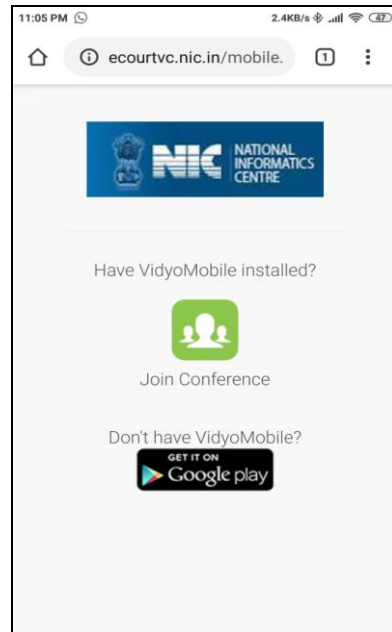 11:05 PM 2.4KB/s 47
ecourtvc.nic.in/mobile. 1
NIC NATIONAL
INFORMATICS
CENTRE
Have VidyoMobile installed?
Join Conference
Don't have VidyoMobile?
GET IT ON
Google play